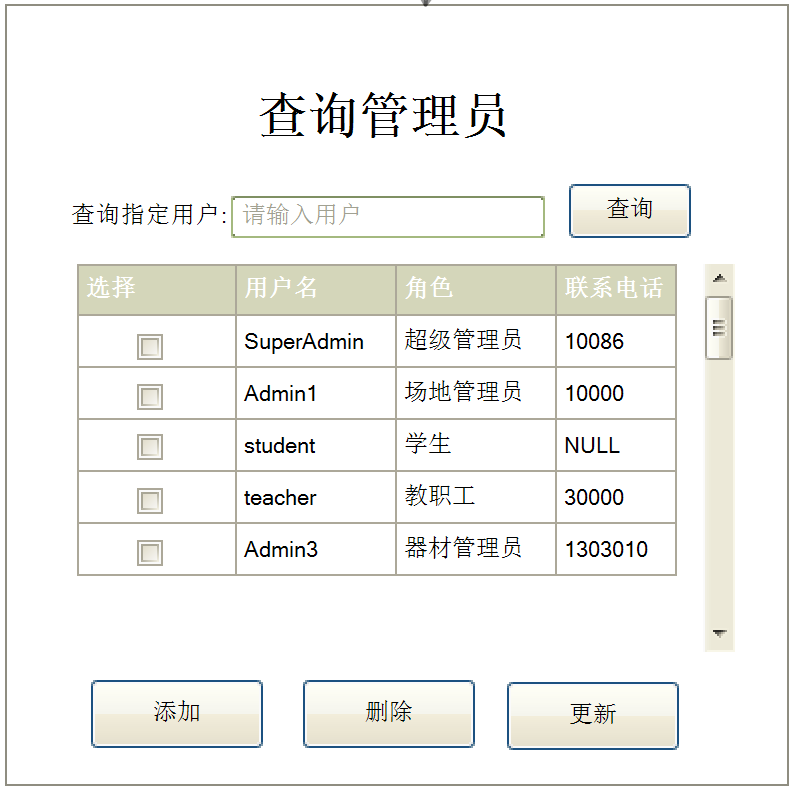 查询管理员
查询指定用户: 请输入用户 查询
选择 用户名 角色 联系电话
SuperAdmin 超级管理员 10086
Admin1 场地管理员 10000
student 学生 NULL
teacher 教职工 30000
Admin3 器材管理员 1303010
添加 删除 更新